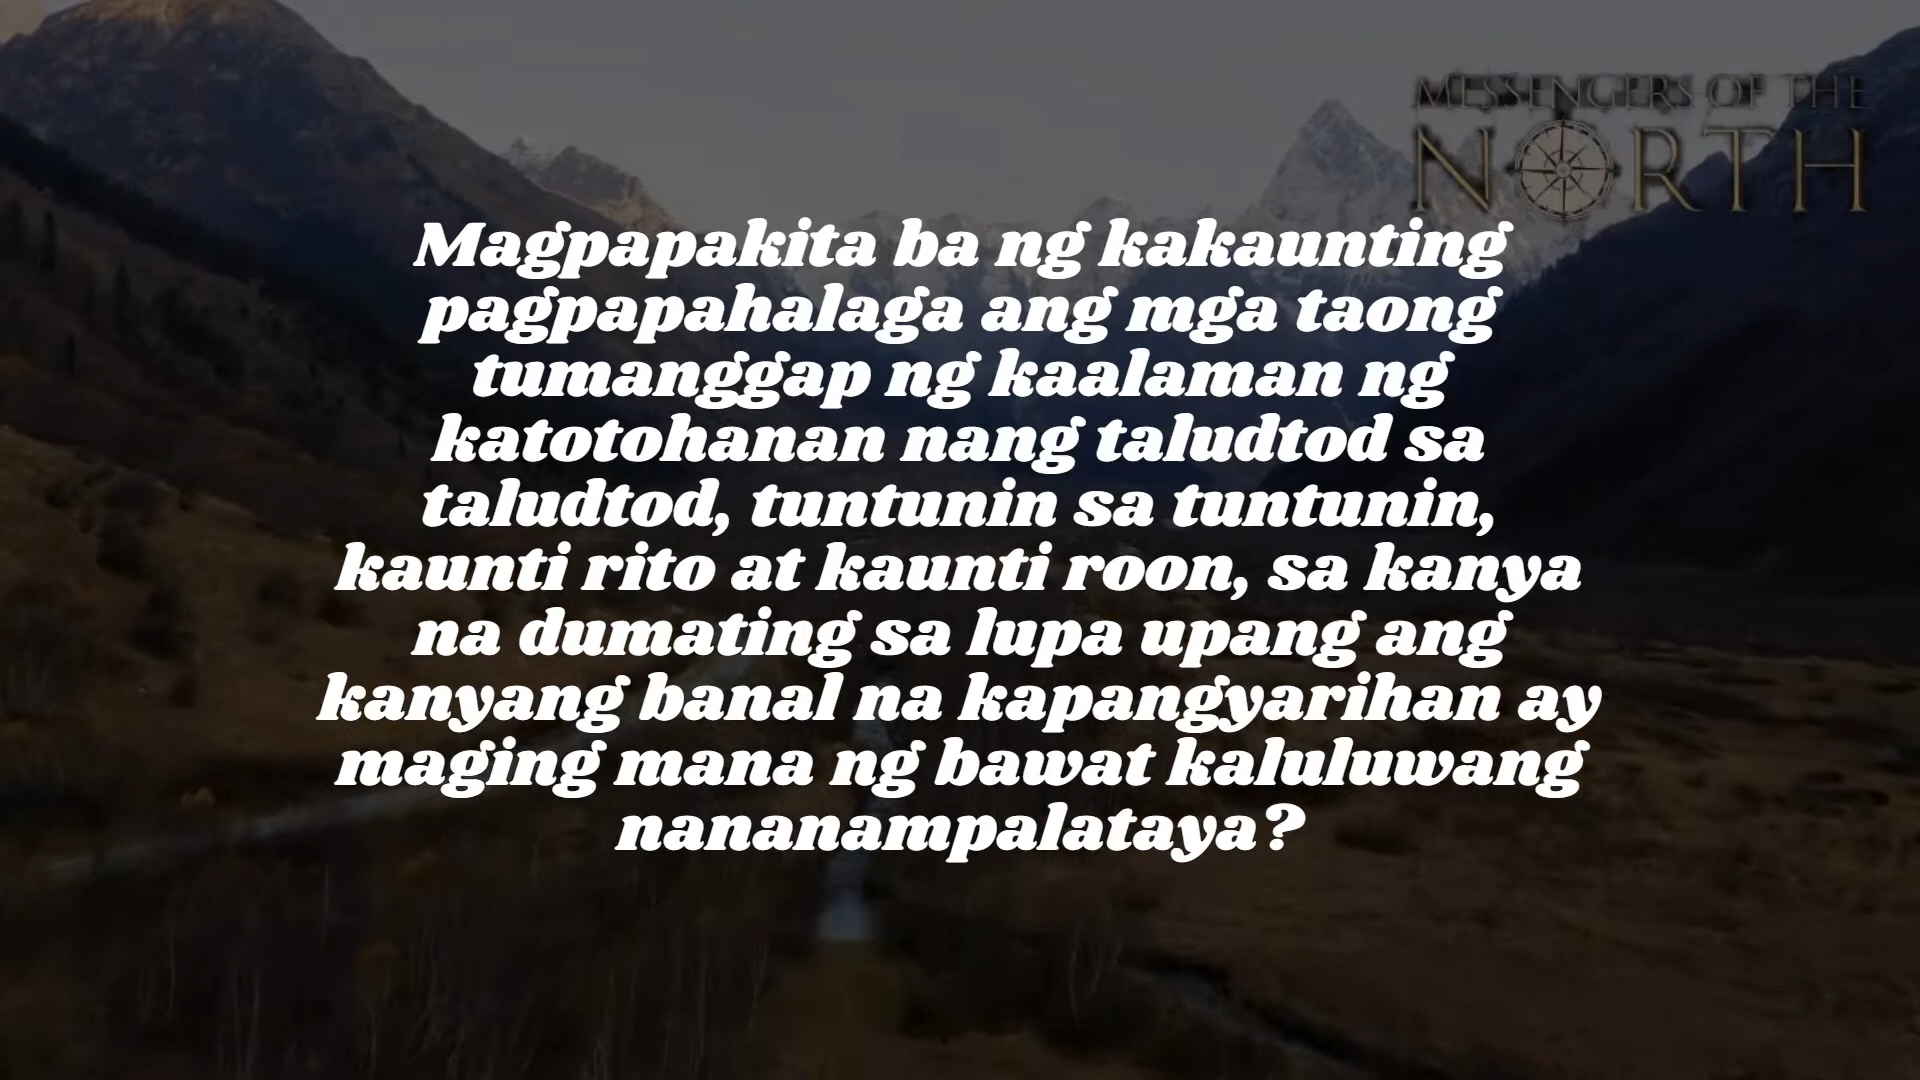 MESSENGERS OF THE
NORTH
Magpapakita ba ng kakaunting
pagpapahalaga ang mga taong
tumanggap ng kaalaman ng
katotohanan nang taludtod sa
taludtod, tuntunin sa tuntunin,
kaunti rito at kaunti roon, sa kanya
na dumating sa lupa upang ang
kanyang banal na kapangyarihan ay
maging mana ng bawat kaluluwang
nananampalataya?